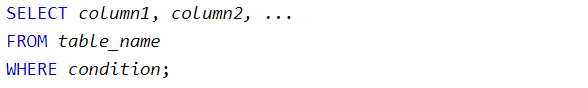 SELECT column1, column2, ...
FROM table_name
WHERE condition;